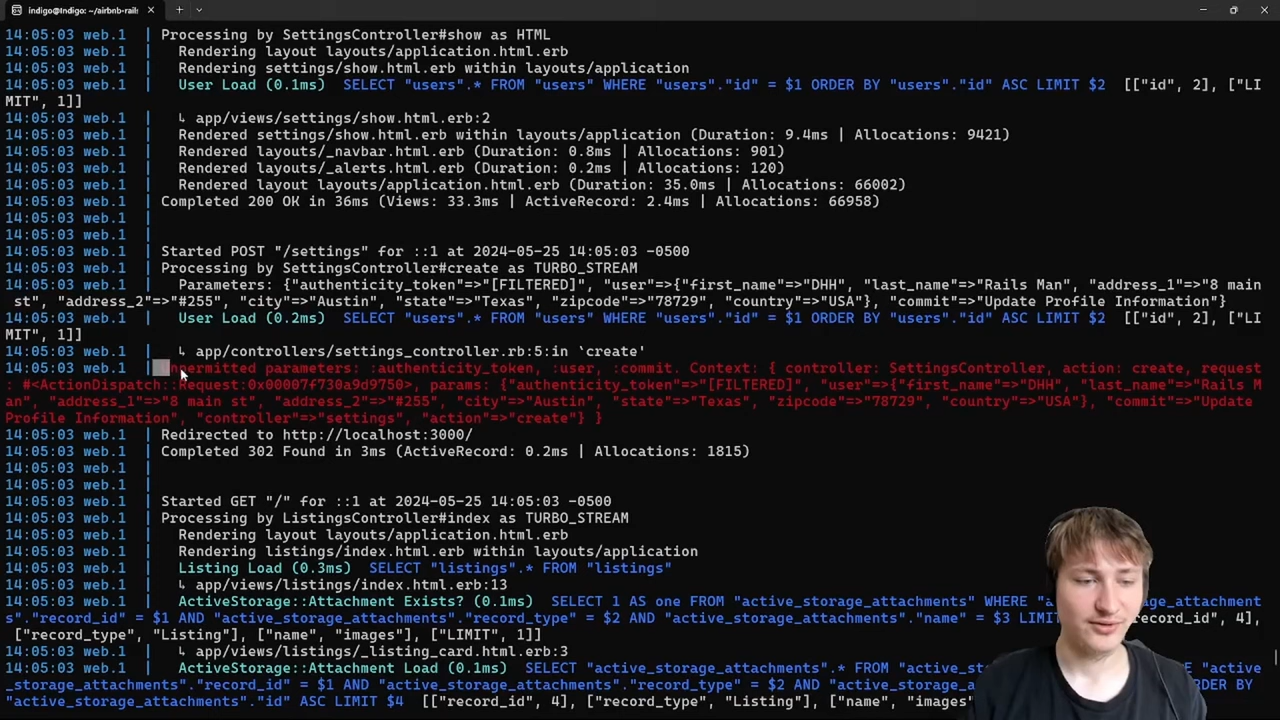 indigo@Indigo: ~/airbnb-rail
14:05:03 web.1 | Processing by SettingsController#show as HTML
14:05:03 web.1 | Rendering layout layouts/application.html.erb
14:05:03 web.1 | Rendering settings/show.html.erb within layouts/application
14:05:03 web.1 | User Load (0.1ms) SELECT "users".* FROM "users" WHERE "users"."id" = $1 ORDER BY "users"."id" ASC LIMIT $2 [["id", 2], ["LI
MIT", 1]]
14:05:03 web.1 | ↳ app/views/settings/show.html.erb:2
14:05:03 web.1 | Rendered settings/show.html.erb within layouts/application (Duration: 9.4ms | Allocations: 9421)
14:05:03 web.1 | Rendered layouts/_navbar.html.erb (Duration: 0.8ms | Allocations: 901)
14:05:03 web.1 | Rendered layouts/_alerts.html.erb (Duration: 0.2ms | Allocations: 120)
14:05:03 web.1 | Rendered layout layouts/application.html.erb (Duration: 35.0ms | Allocations: 66002)
14:05:03 web.1 | Completed 200 OK in 36ms (Views: 33.3ms | ActiveRecord: 2.4ms | Allocations: 66958)
14:05:03 web.1 |
14:05:03 web.1 |
14:05:03 web.1 | Started POST "/settings" for ::1 at 2024-05-25 14:05:03 -0500
14:05:03 web.1 | Processing by SettingsController#create as TURBO_STREAM
14:05:03 web.1 | Parameters: {"authenticity_token"=>"[FILTERED]", "user"=>{"first_name"=>"DHH", "last_name"=>"Rails Man", "address_1"=>"8 main
st", "address_2"=>"#255", "city"=>"Austin", "state"=>"Texas", "zipcode"=>"78729", "country"=>"USA"}, "commit"=>"Update Profile Information"}
14:05:03 web.1 | User Load (0.2ms) SELECT "users".* FROM "users" WHERE "users"."id" = $1 ORDER BY "users"."id" ASC LIMIT $2 [["id", 2], ["LI
MIT", 1]]
14:05:03 web.1 | ↳ app/controllers/settings_controller.rb:5:in `create'
14:05:03 web.1 | Unpermitted parameters: :authenticity_token, :user, :commit. Context: { controller: SettingsController, action: create, request
: #<ActionDispatch::Request:0x00007f730a9d9750>, params: {"authenticity_token"=>"[FILTERED]", "user"=>{"first_name"=>"DHH", "last_name"=>"Rails M
an", "address_1"=>"8 main st", "address_2"=>"#255", "city"=>"Austin", "state"=>"Texas", "zipcode"=>"78729", "country"=>"USA"}, "commit"=>"Update
Profile Information", "controller"=>"settings", "action"=>"create"} }
14:05:03 web.1 | Redirected to http://localhost:3000/
14:05:03 web.1 | Completed 302 Found in 3ms (ActiveRecord: 0.2ms | Allocations: 1815)
14:05:03 web.1 |
14:05:03 web.1 |
14:05:03 web.1 | Started GET "/" for ::1 at 2024-05-25 14:05:03 -0500
14:05:03 web.1 | Processing by ListingsController#index as TURBO_STREAM
14:05:03 web.1 | Rendering layout layouts/application.html.erb
14:05:03 web.1 | Rendering listings/index.html.erb within layouts/application
14:05:03 web.1 | Listing Load (0.3ms) SELECT "listings".* FROM "listings"
14:05:03 web.1 | ↳ app/views/listings/index.html.erb:13
14:05:03 web.1 | ActiveStorage::Attachment Exists? (0.1ms) SELECT 1 AS one FROM "active_storage_attachments" WHERE "a ve_storage_attachment
s"."record_id" = $1 AND "active_storage_attachments"."record_type" = $2 AND "active_storage_attachments"."name" = $3 LIMI record_id", 4],
["record_type", "Listing"], ["name", "images"], ["LIMIT", 1]]
14:05:03 web.1 | ↳ app/views/listings/_listing_card.html.erb:3
14:05:03 web.1 | ActiveStorage::Attachment Load (0.1ms) SELECT "active_storage_attachments".* FROM "active_storage_at E "active
_storage_attachments"."record_id" = $1 AND "active_storage_attachments"."record_type" = $2 AND "active_storage_attach ORDER BY
"active_storage_attachments"."id" ASC LIMIT $4 [["record_id", 4], ["record_type", "Listing"], ["name", "images"